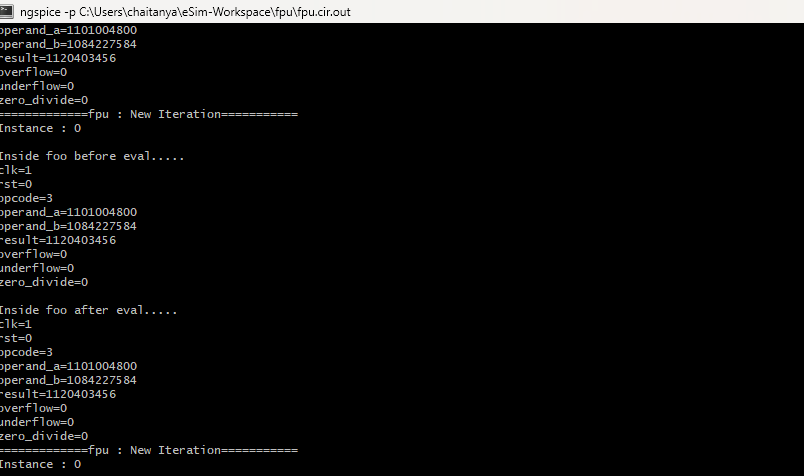 ngspice -p C:\Users\chaitanya\eSim-Workspace\fpu\fpu.cir.out
operand_a=1101004800
operand_b=1084227584
result=1120403456
overflow=0
underflow=0
zero_divide=0
=============fpu : New Iteration===========
Instance : 0
Inside foo before eval.....
clk=1
rst=0
opcode=3
operand_a=1101004800
operand_b=1084227584
result=1120403456
overflow=0
underflow=0
zero_divide=0
Inside foo after eval.....
clk=1
rst=0
opcode=3
operand_a=1101004800
operand_b=1084227584
result=1120403456
overflow=0
underflow=0
zero_divide=0
=============fpu : New Iteration===========
Instance : 0